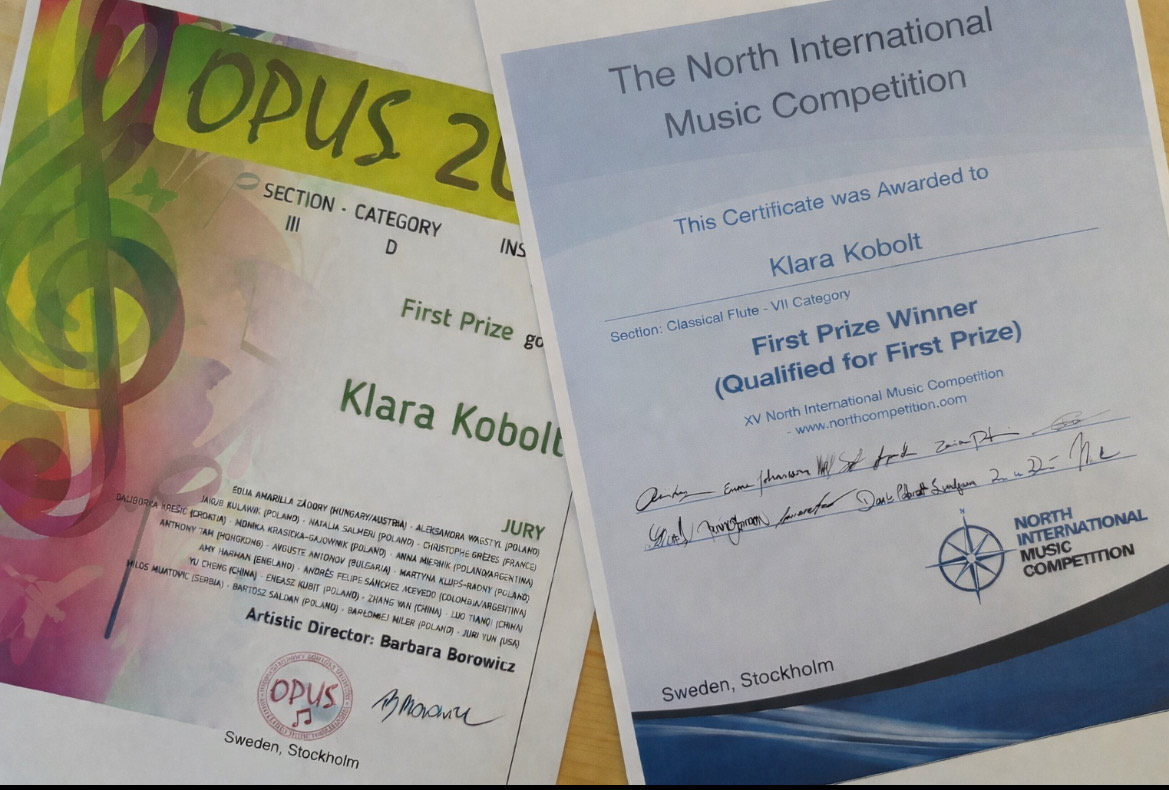 OPUS 20
SECTION - CATEGORY INS
III D
First Prize go
Klara Kobolt
JURY
EDUA AMARILLA ZÁDORY (HUNGARY/AUSTRIA) - ALEKSANDRA WAGSTYL (POLAND)
JAKUB KULAWIK (POLAND) - NATALIA SALMERI (POLAND) - CHRISTOPHE GRÈZES (FRANCE)
DALIBORKA KREŠIĆ (CROATIA) - MONIKA KRASICKA-GAJOWNIK (POLAND) - ANNA MIERNIK (POLAND/ARGENTINA)
ANTHONY (HONGKONG) - AVGUSTE ANTONOV (BULGARIA) - MARTYNA KLUPŚ-RADNY (POLAND)
AMY HARMAN (ENGLAND) - ANDRÉS FELIPE SÁNCHEZ ACEVEDO (COLOMBIA/ARGENTINA)
YU CHENG (CHINA) - ENEASZ KUBIT (POLAND) - ZHANG YAN (CHINA) - LUO TIANQI (CHINA)
MILOS MIJATOVIC (SERBIA) - BARTOSZ SAŁDAN (POLAND) - BARTŁOMIEJ MILER (POLAND) - JURI YUN (USA)
Artistic Director: Barbara Borowicz
OPUS
Sweden, Stockholm
The North International
Music Competition
This Certificate was Awarded to
Klara Kobolt
Section: Classical Flute - VII Category
First Prize Winner
(Qualified for First Prize)
XV North International Music Competition
- www.northcompetition.com
N
NORTH
INTERNATIONAL
MUSIC
COMPETITION
Sweden, Stockholm